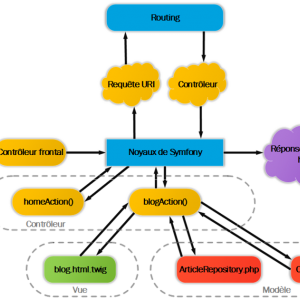 Routing
Requête URI
Contrôleur
Contrôleur frontal
Noyaux de Symfony
Réponse
homeAction()
blogAction()
Contrôleur
blog.html.twig
ArticleRepository.php
Vue
Modèle